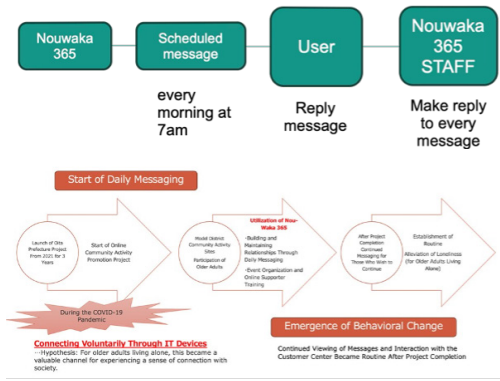 Nouwaka
365
Scheduled
message
User
Nouwaka
365
STAFF
every
morning at
7am
Reply
message
Make reply
to every
message
Start of Daily Messaging
Launch of Oita
Prefecture Project
From 2021 for 3
Years
Start of Online
Community Activity
Promotion Project
Model District
Community Activity
Sites
Participation of
Older Adults
Utilization of Nou-
Waka 365
·Building and
Maintaining
Relationships Through
Daily Messaging
·Event Organization and
Online Supporter
Training
After Project
Completion
Continued
Messaging for
Those Who Wish to
Continue
Establishment of
Routine
Alleviation of Loneliness
(for Older Adults Living
Alone)
During the COVID-19
Pandemic
Connecting Voluntarily Through IT Devices
···Hypothesis: For older adults living alone, this became a
valuable channel for experiencing a sense of connection with
society.
Emergence of Behavioral Change
Continued Viewing of Messages and Interaction with the
Customer Center Became Routine After Project Completion